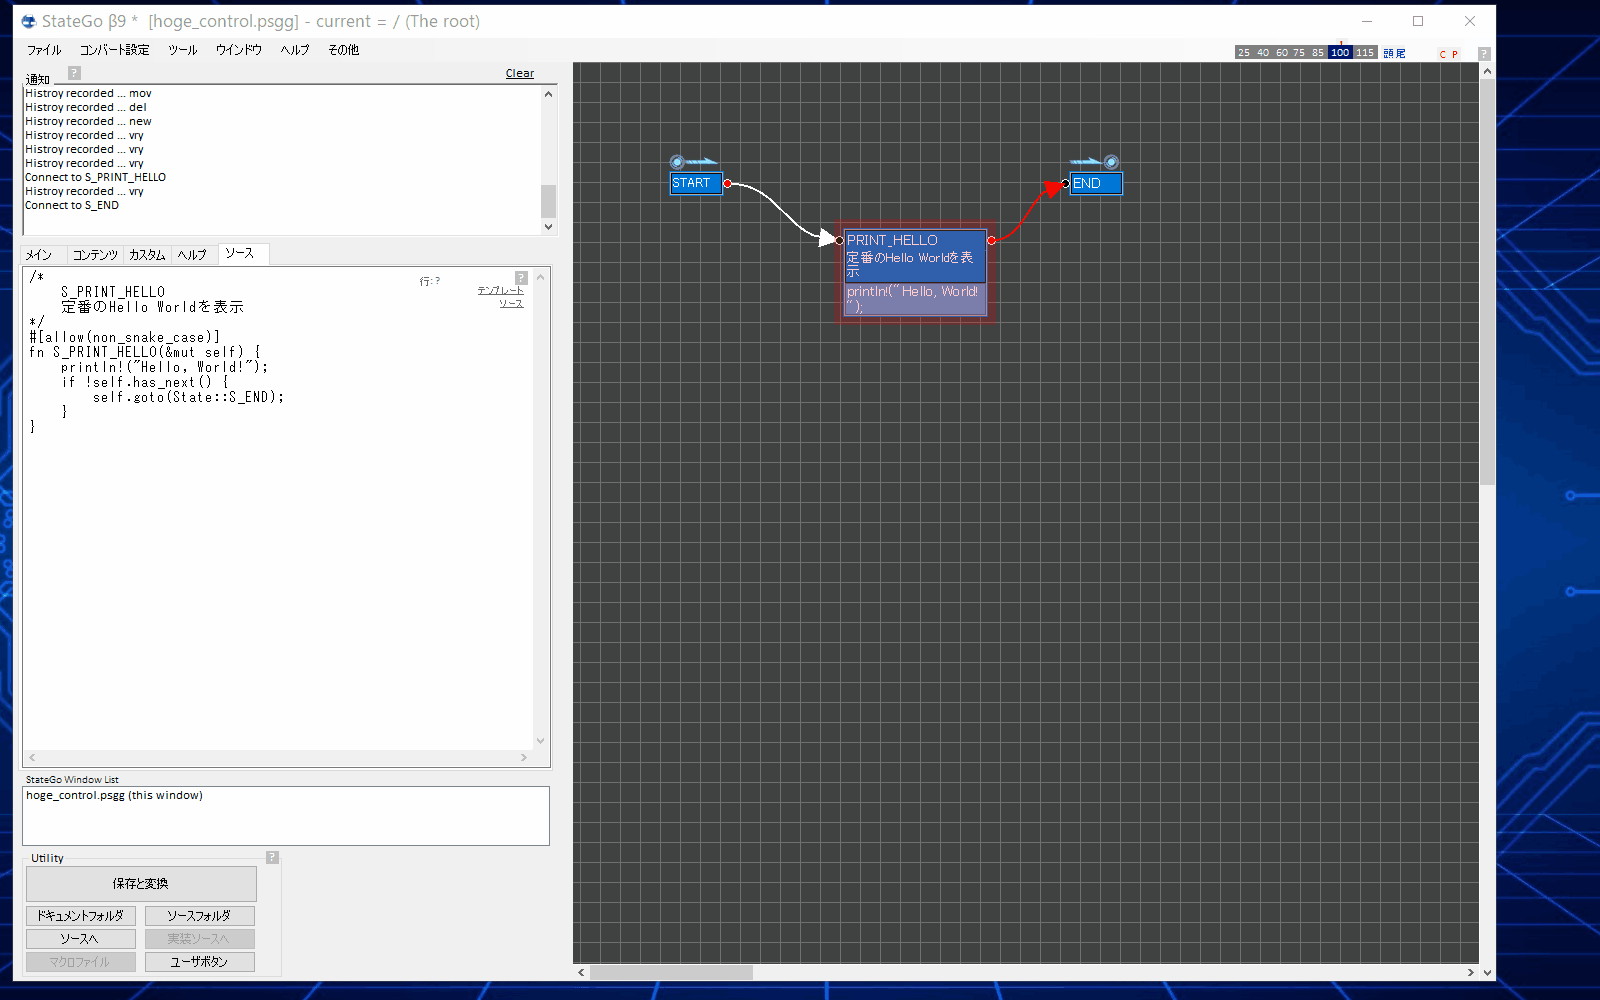 StateGo β9 * [hoge_control.psgg] - current = / (The root)
ファイル コンバート設定 ツール ウインドウ ヘルプ その他
25 40 60 75 85 100 115 頭 尾 C P ?
通知 ? Clear
Histroy recorded ... mov
Histroy recorded ... del
Histroy recorded ... new
Histroy recorded ... vry
Histroy recorded ... vry
Histroy recorded ... vry
Connect to S_PRINT_HELLO
Histroy recorded ... vry
Connect to S_END
メイン コンテンツ カスタム ヘルプ ソース
行:? ?
テンプレート
ソース
/*
    S_PRINT_HELLO
    定番のHello Worldを表示
*/
#[allow(non_snake_case)]
fn S_PRINT_HELLO(&mut self) {
    println!("Hello, World!");
    if !self.has_next() {
        self.goto(State::S_END);
    }
}
StateGo Window List
hoge_control.psgg (this window)
Utility ?
保存と変換
ドキュメントフォルダ ソースフォルダ
ソースへ 実装ソースへ
マクロファイル ユーザボタン
START
PRINT_HELLO
定番のHello Worldを表
示
println!("Hello, World!
");
END